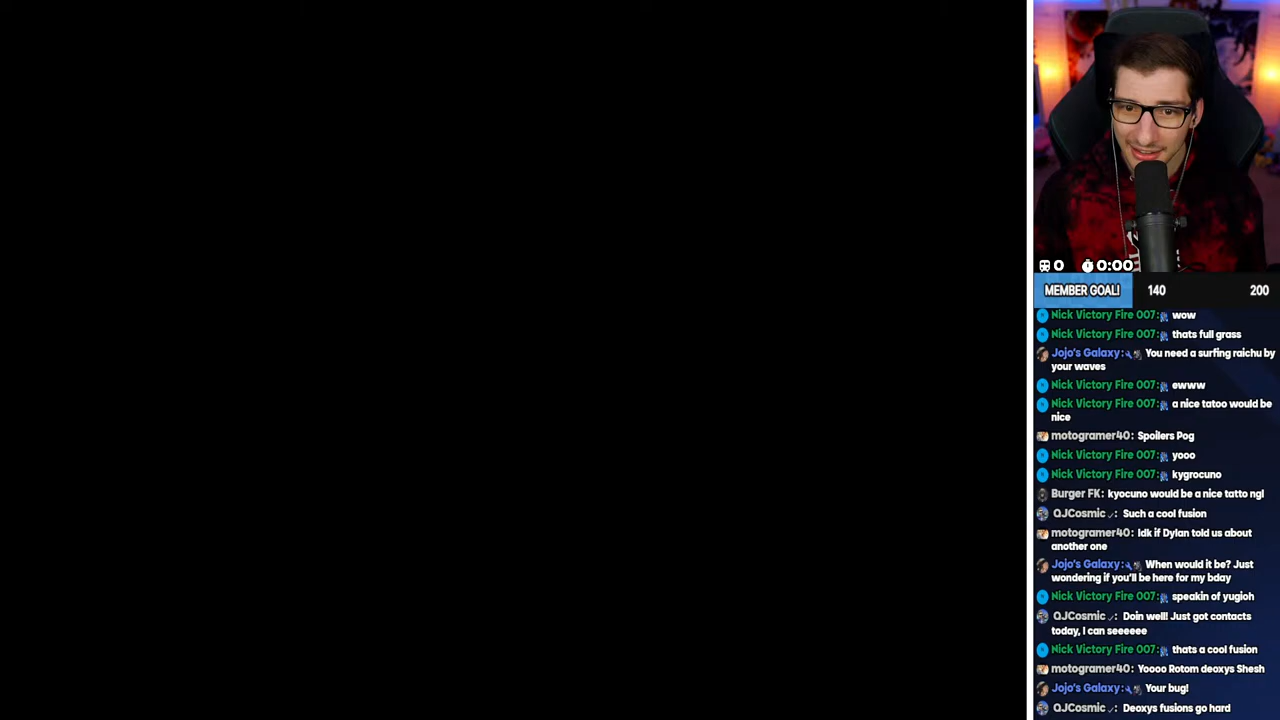 0 0:00
MEMBER GOAL! 140 200
Nick Victory Fire 007: wow
Nick Victory Fire 007: thats full grass
Jojo's Galaxy: You need a surfing raichu by
your waves
Nick Victory Fire 007: ewww
Nick Victory Fire 007: a nice tatoo would be
nice
motogramer40: Spoilers Pog
Nick Victory Fire 007: yooo
Nick Victory Fire 007: kygrocuno
Burger FK: kyocuno would be a nice tatto ngl
QJCosmic: Such a cool fusion
motogramer40: Idk if Dylan told us about
another one
Jojo's Galaxy: When would it be? Just
wondering if you'll be here for my bday
Nick Victory Fire 007: speakin of yugioh
QJCosmic: Doin well! Just got contacts
today, I can seeeeee
Nick Victory Fire 007: thats a cool fusion
motogramer40: Yoooo Rotom deoxys Shesh
Jojo's Galaxy: Your bug!
QJCosmic: Deoxys fusions go hard